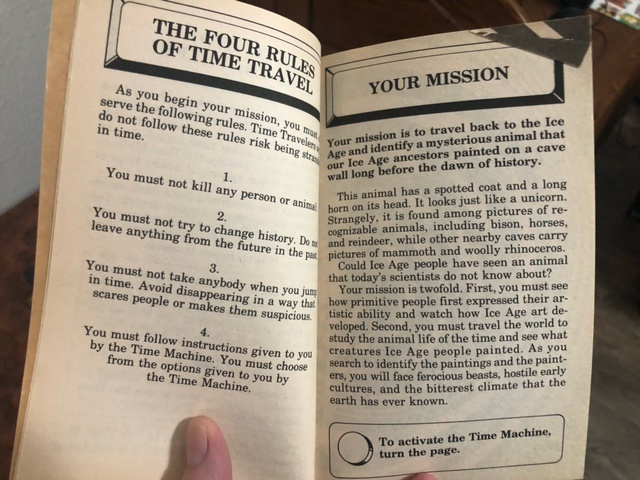 THE FOUR RULES
OF TIME TRAVEL
As you begin your mission, you must
serve the following rules. Time Travelers
do not follow these rules risk being
in time.
1.
You must not kill any person or animal
2.
You must not try to change history. Do
leave anything from the future in the past.
3.
You must not take anybody when you jump
in time. Avoid disappearing in a way that
scares people or makes them suspicious.
4.
You must follow instructions given to you
by the Time Machine. You must choose
from the options given to you by
the Time Machine.
YOUR MISSION
Your mission is to travel back to the Ice
Age and identify a mysterious animal that
our Ice Age ancestors painted on a cave
wall long before the dawn of history.
This animal has a spotted coat and a long
horn on its head. It looks just like a unicorn.
Strangely, it is found among pictures of re-
cognizable animals, including bison, horses,
and reindeer, while other nearby caves carry
pictures of mammoth and woolly rhinoceros.
Could Ice Age people have seen an animal
that today's scientists do not know about?
Your mission is twofold. First, you must see
how primitive people first expressed their ar-
tistic ability and watch how Ice Age art de-
veloped. Second, you must travel the world to
study the animal life of the time and see what
creatures Ice Age people painted. As you
search to identify the paintings and the paint-
ers, you will face ferocious beasts, hostile early
cultures, and the bitterest climate that the
earth has ever known.
To activate the Time Machine,
turn the page.